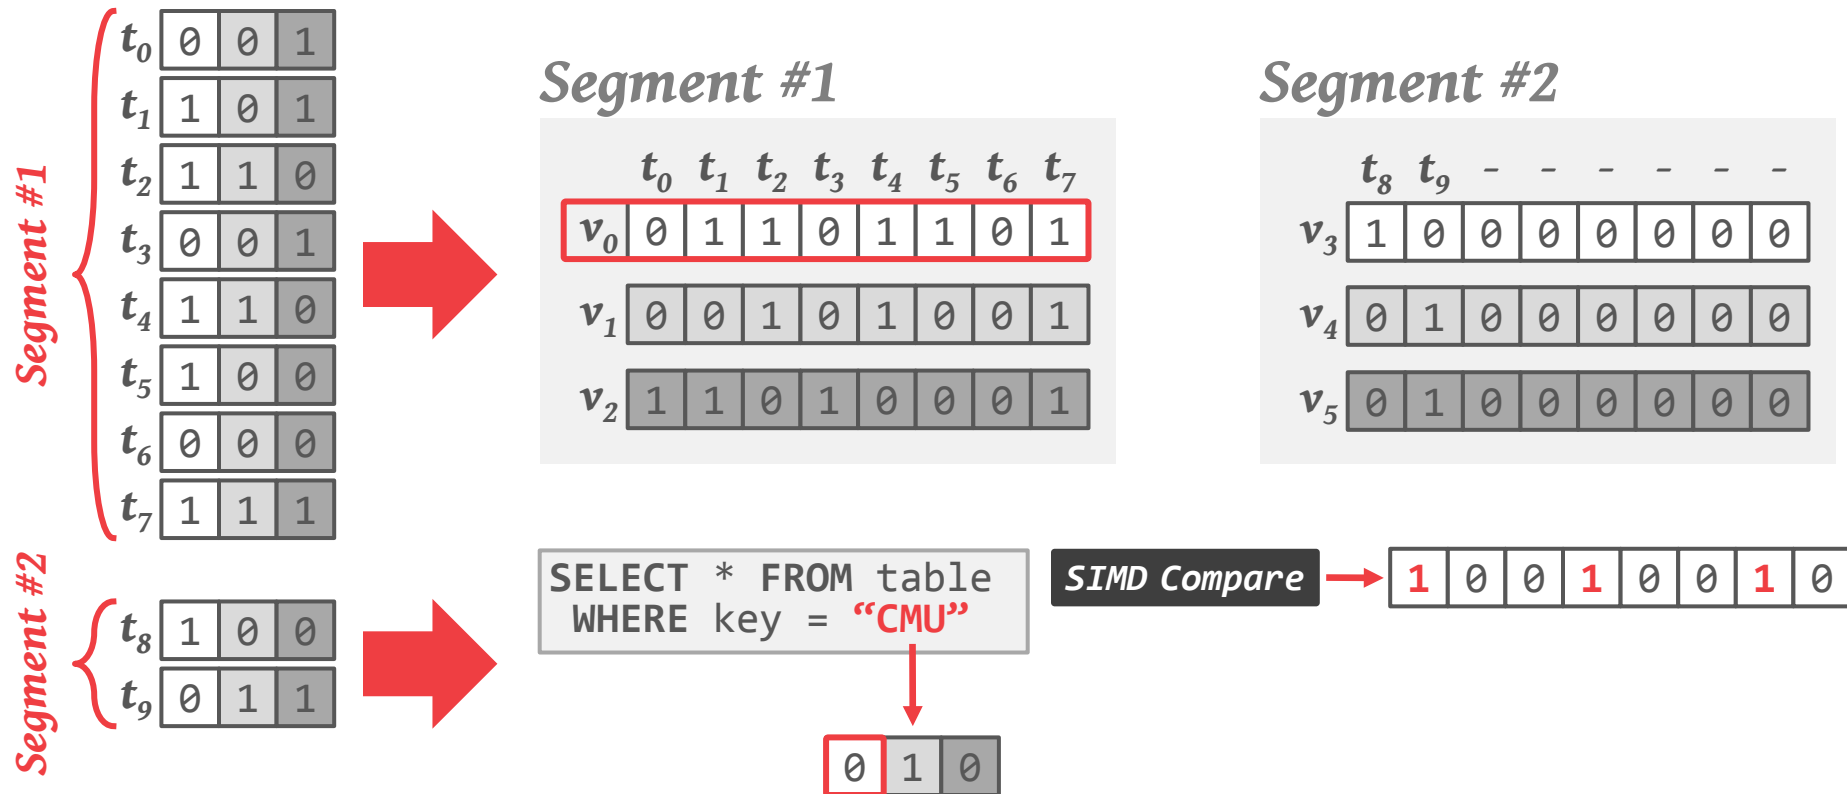 Segment #1
t0 0 0 1
t1 1 0 1
t2 1 1 0
t3 0 0 1
t4 1 1 0
t5 1 0 0
t6 0 0 0
t7 1 1 1
Segment #2
t8 1 0 0
t9 0 1 1
Segment #1
t0 t1 t2 t3 t4 t5 t6 t7
v0 0 1 1 0 1 1 0 1
v1 0 0 1 0 1 0 0 1
v2 1 1 0 1 0 0 0 1
Segment #2
t8 t9 - - - - - -
v3 1 0 0 0 0 0 0 0
v4 0 1 0 0 0 0 0 0
v5 0 1 0 0 0 0 0 0
SELECT * FROM table
WHERE key = “CMU”
0 1 0
SIMD Compare
1 0 0 1 0 0 1 0